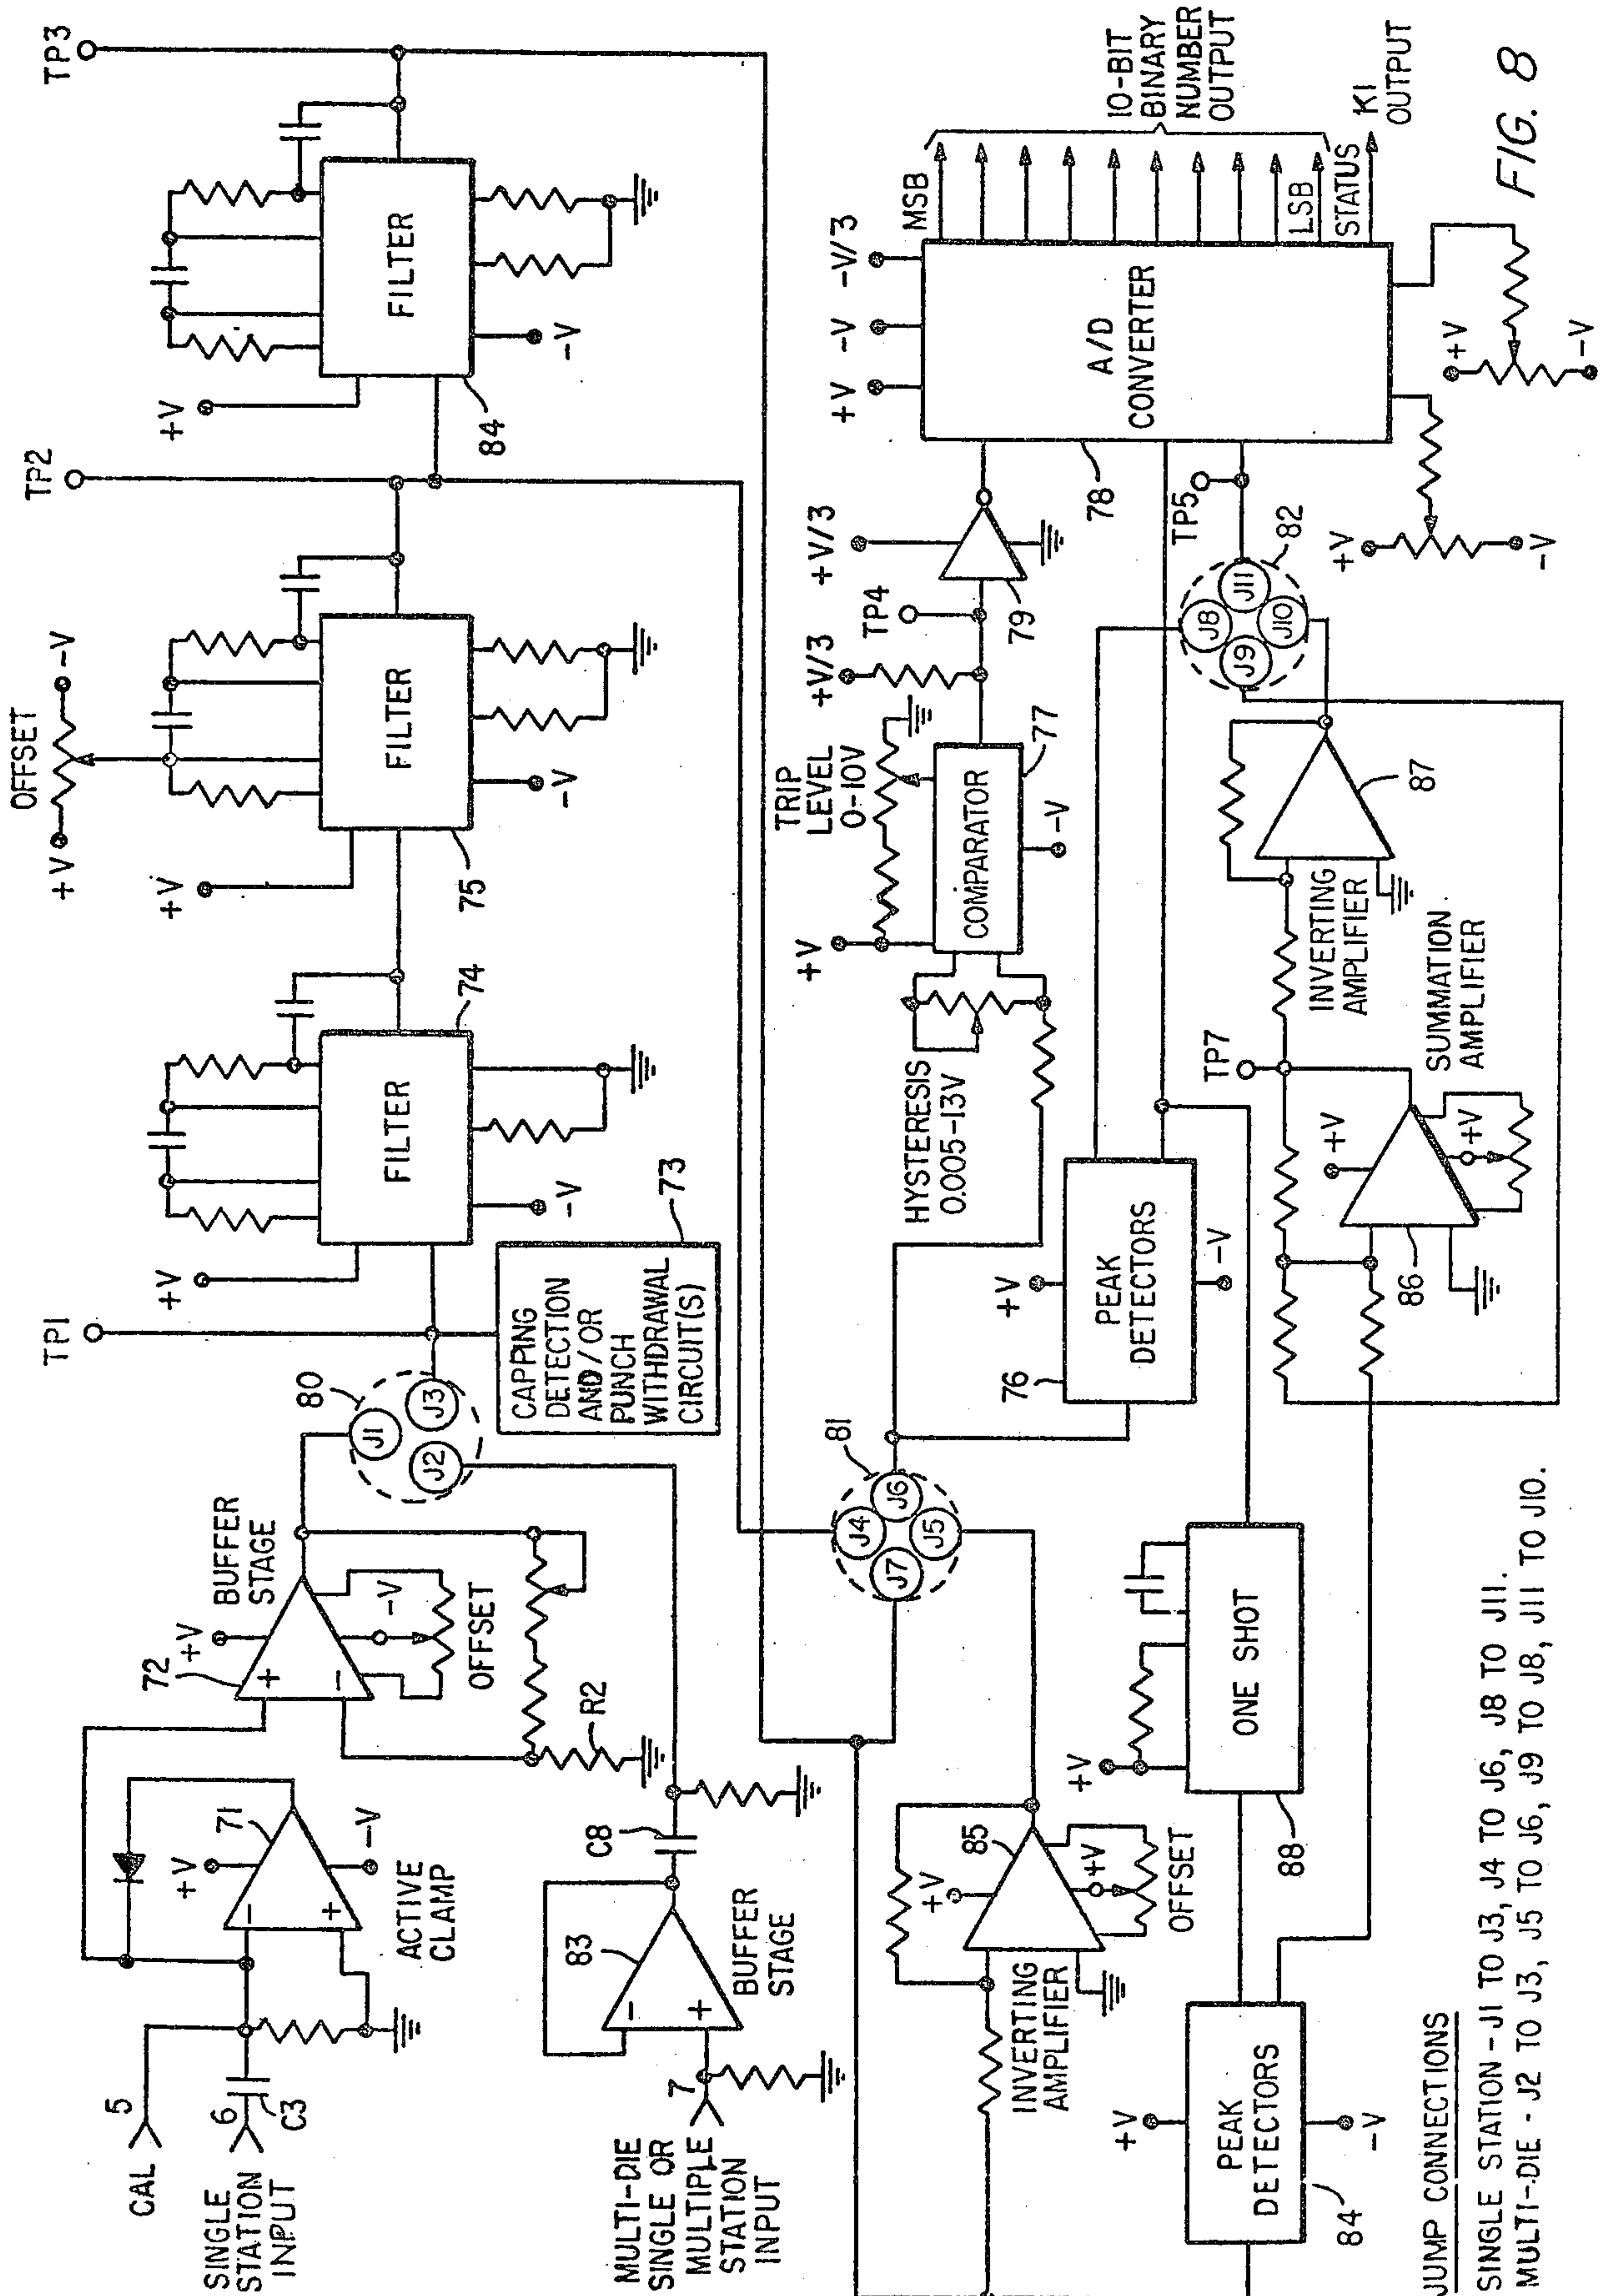 TP1
TP2
TP3
CAL
5
SINGLE
STATION
INPUT
6
C3
71
+V
-V
ACTIVE
CLAMP
72
+V
BUFFER
STAGE
+
-
-V
OFFSET
R2
80
J1
J2
J3
CAPPING
DETECTION
AND/OR
PUNCH
WITHDRAWAL
CIRCUIT(S)
73
+V
FILTER
74
-V
OFFSET
+V
-V
+V
FILTER
75
-V
+V
FILTER
84
-V
MULTI-DIE
SINGLE OR
MULTIPLE
STATION
INPUT
7
83
-
+
BUFFER
STAGE
C8
81
J4
J6
J7
J5
HYSTERESIS
0.005-13V
+V
TRIP
LEVEL
0-10V
COMPARATOR
77
-V
+V/3
TP4
+V/3
79
+V
-V
-V/3
A/D
CONVERTER
78
MSB
LSB
STATUS
10-BIT
BINARY
NUMBER
OUTPUT
K1
OUTPUT
TP5
82
J8
J9
J11
J10
+V
-V
+V
-V
85
+V
+V
OFFSET
INVERTING
AMPLIFIER
+V
PEAK
DETECTORS
76
-V
+V
ONE SHOT
88
+V
PEAK
DETECTORS
84
-V
TP7
+V
+V
86
SUMMATION
AMPLIFIER
INVERTING
AMPLIFIER
87
JUMP CONNECTIONS
SINGLE STATION - J1 TO J3, J4 TO J6, J8 TO J11.
MULTI-DIE - J2 TO J3, J5 TO J6, J9 TO J8, J11 TO J10.
FIG. 8